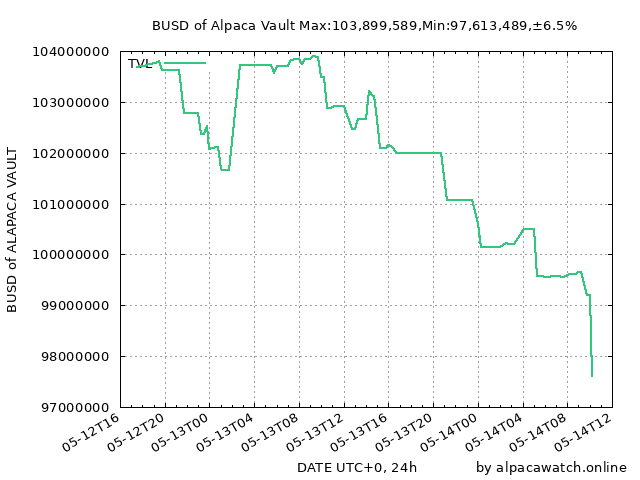 BUSD of Alpaca Vault Max:103,899,589,Min:97,613,489,±6.5%
TVL
104000000
103000000
102000000
101000000
100000000
99000000
98000000
97000000
BUSD of ALAPACA VAULT
05-12T16
05-12T20
05-13T00
05-13T04
05-13T08
05-13T12
05-13T16
05-13T20
05-14T00
05-14T04
05-14T08
05-14T12
DATE UTC+0, 24h
by alpacawatch.online